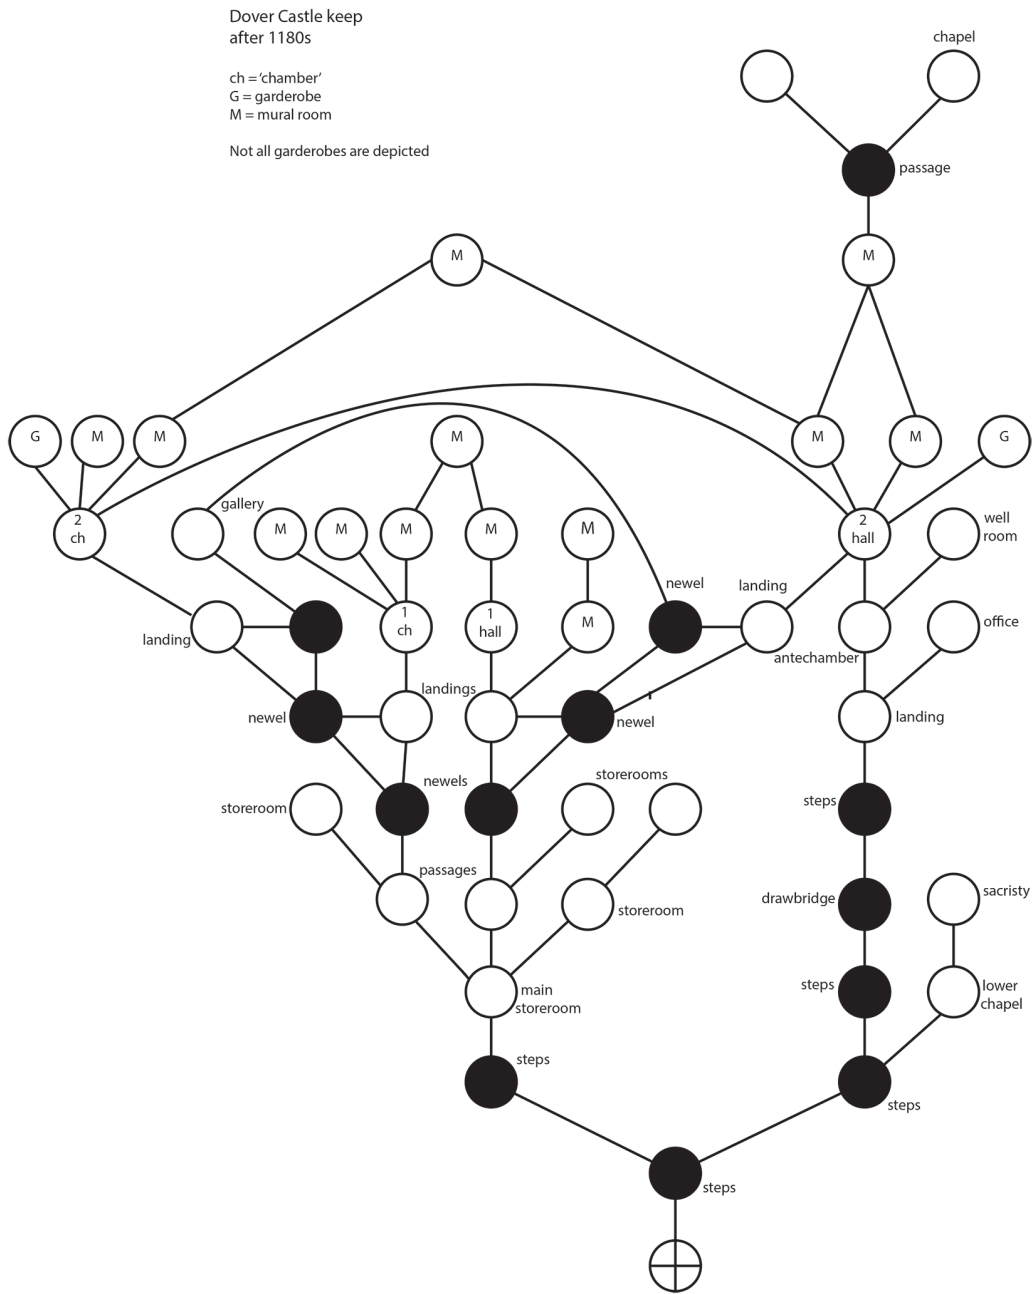 Dover Castle keep
after 1180s
ch = ‘chamber’
G = garderobe
M = mural room
Not all garderobes are depicted
chapel
passage
M
M
G
M
M
M
M
M
G
2
ch
gallery
M
M
M
M
M
2
hall
well
room
landing
1
ch
1
hall
M
newel
landing
antechamber
office
newel
landings
newel
landing
storeroom
newels
storerooms
steps
passages
storeroom
drawbridge
sacristy
main
storeroom
steps
lower
chapel
steps
steps
steps